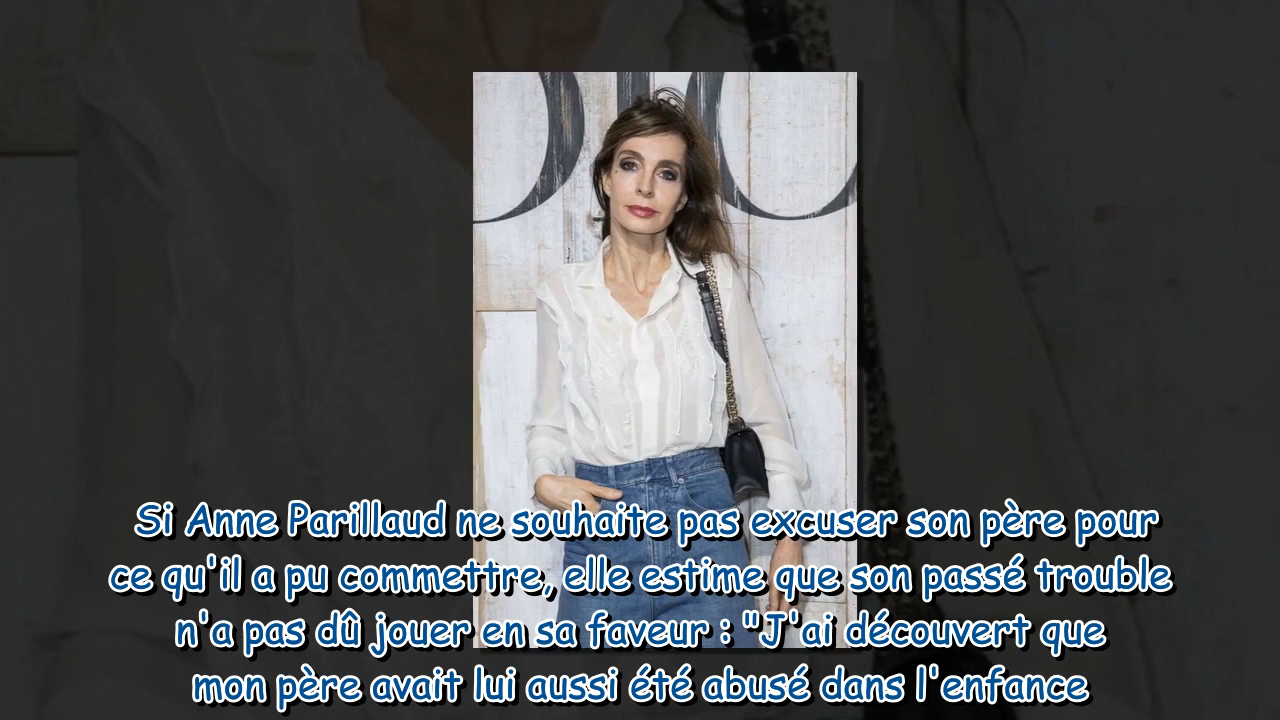 Si Anne Parillaud ne souhaite pas excuser son père pour
ce qu'il a pu commettre, elle estime que son passé trouble
n'a pas dû jouer en sa faveur : "J'ai découvert que
mon père avait lui aussi été abusé dans l'enfance